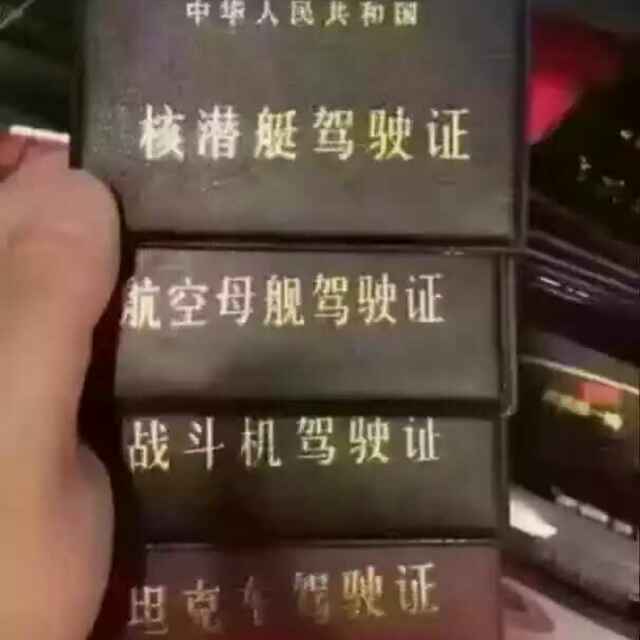 中华人民共和国
核潜艇驾驶证
航空母舰驾驶证
战斗机驾驶证
坦克车驾驶证